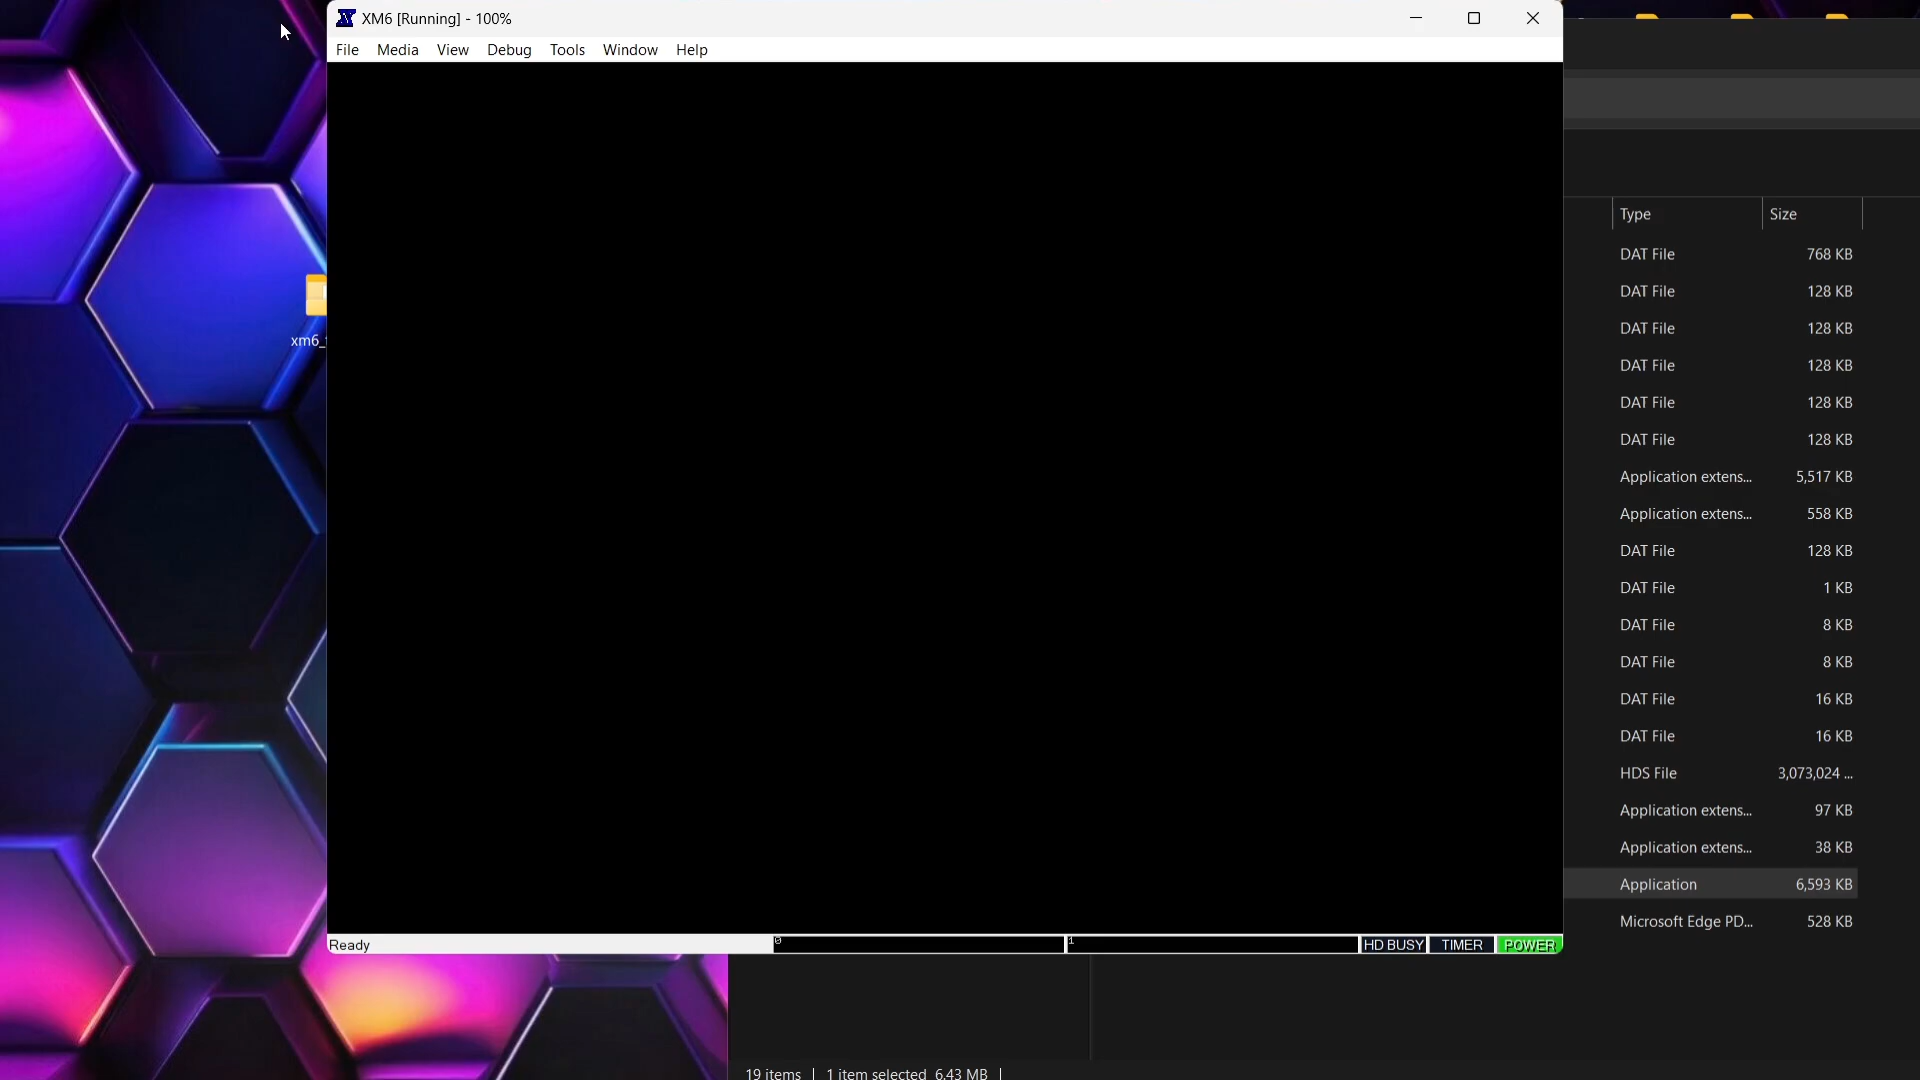 XM6 [Running] - 100%
File Media View Debug Tools Window Help
xm6_
Type Size
DAT File 768 KB
DAT File 128 KB
DAT File 128 KB
DAT File 128 KB
DAT File 128 KB
DAT File 128 KB
Application extens... 5,517 KB
Application extens... 558 KB
DAT File 128 KB
DAT File 1 KB
DAT File 8 KB
DAT File 8 KB
DAT File 16 KB
DAT File 16 KB
HDS File 3,073,024 ...
Application extens... 97 KB
Application extens... 38 KB
Application 6,593 KB
Microsoft Edge PD... 528 KB
Ready 0 1 HD BUSY TIMER POWER
19 items | 1 item selected 6.43 MB |